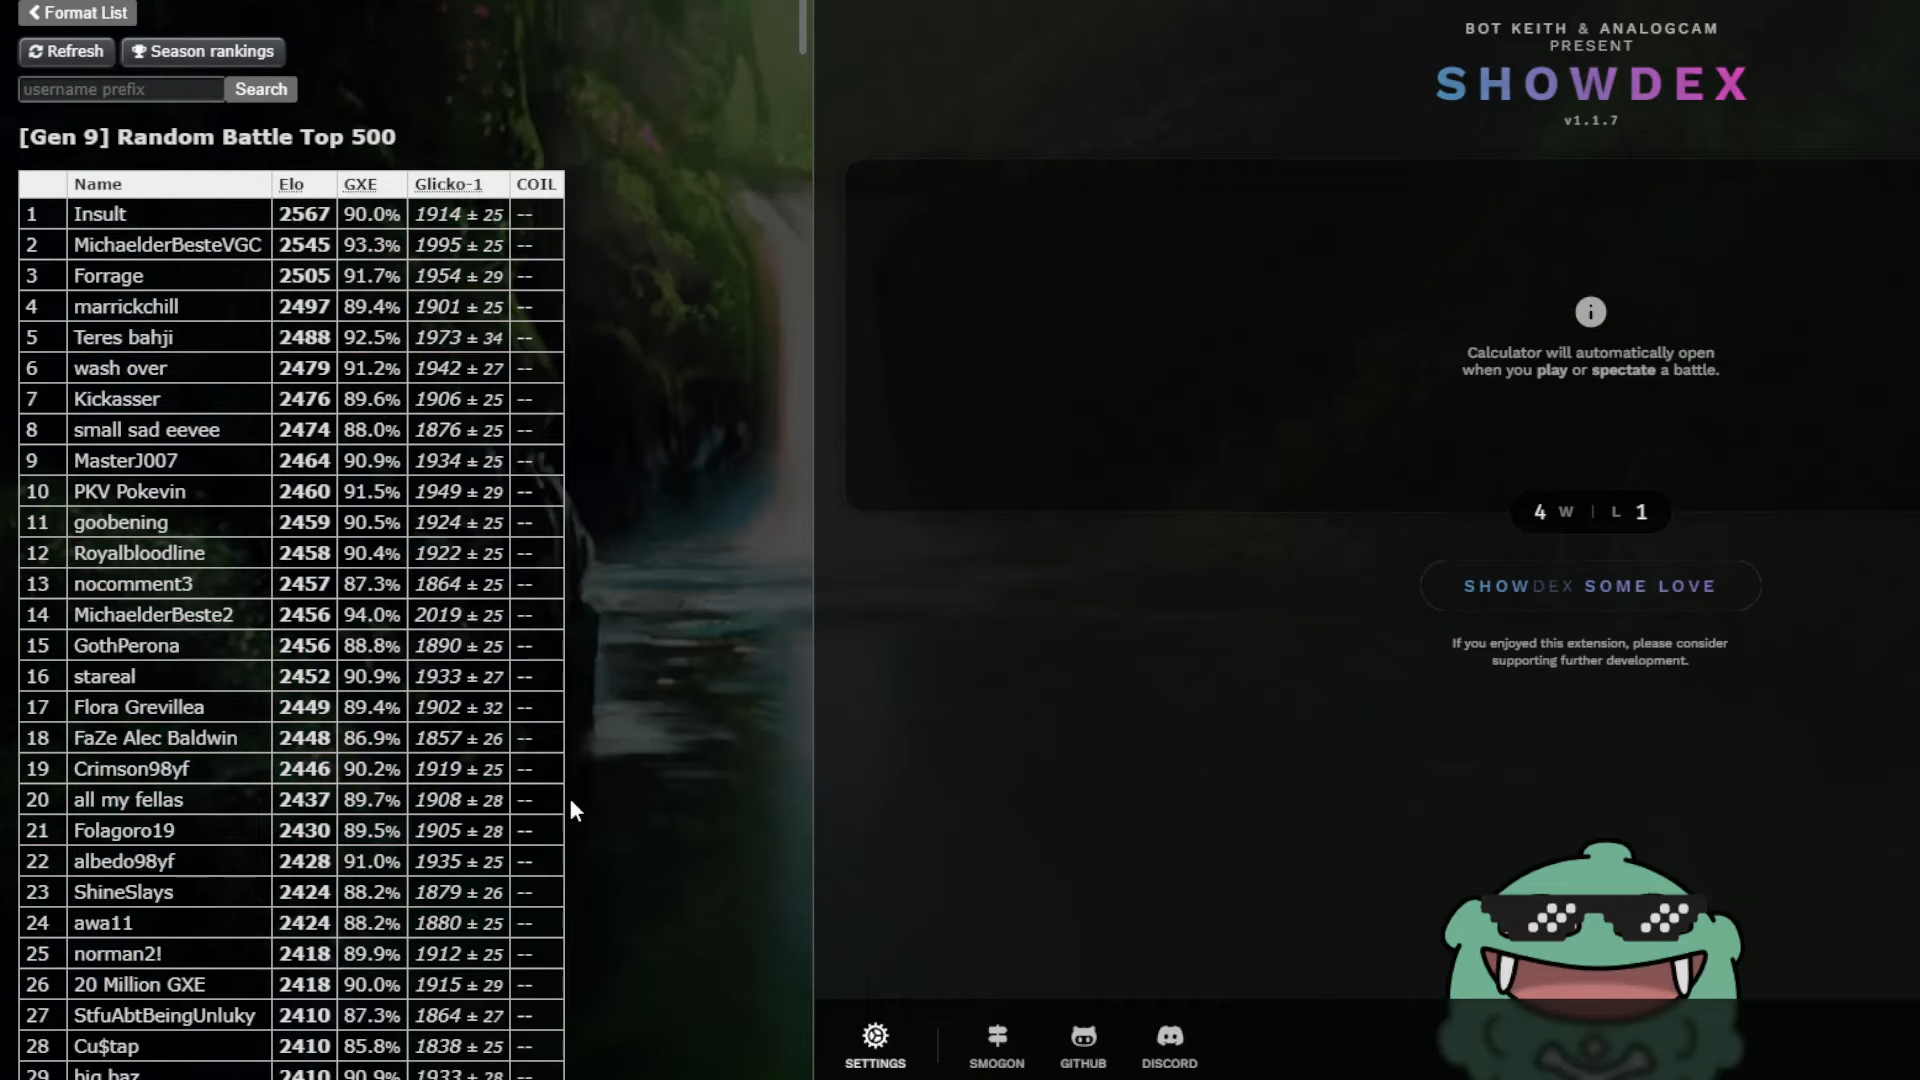 Format List
Refresh Season rankings
username prefix Search
[Gen 9] Random Battle Top 500
Name Elo GXE Glicko-1 COIL
1 Insult 2567 90.0% 1914 ± 25 --
2 MichaelderBesteVGC 2545 93.3% 1995 ± 25 --
3 Forrage 2505 91.7% 1954 ± 29 --
4 marrickchill 2497 89.4% 1901 ± 25 --
5 Teres bahji 2488 92.5% 1973 ± 34 --
6 wash over 2479 91.2% 1942 ± 27 --
7 Kickasser 2476 89.6% 1906 ± 25 --
8 small sad eevee 2474 88.0% 1876 ± 25 --
9 MasterJ007 2464 90.9% 1934 ± 25 --
10 PKV Pokevin 2460 91.5% 1949 ± 29 --
11 goobening 2459 90.5% 1924 ± 25 --
12 Royalbloodline 2458 90.4% 1922 ± 25 --
13 nocomment3 2457 87.3% 1864 ± 25 --
14 MichaelderBeste2 2456 94.0% 2019 ± 25 --
15 GothPerona 2456 88.8% 1890 ± 25 --
16 stareal 2452 90.9% 1933 ± 27 --
17 Flora Grevillea 2449 89.4% 1902 ± 32 --
18 FaZe Alec Baldwin 2448 86.9% 1857 ± 26 --
19 Crimson98yf 2446 90.2% 1919 ± 25 --
20 all my fellas 2437 89.7% 1908 ± 28 --
21 Folagoro19 2430 89.5% 1905 ± 28 --
22 albedo98yf 2428 91.0% 1935 ± 25 --
23 ShineSlays 2424 88.2% 1879 ± 26 --
24 awa11 2424 88.2% 1880 ± 25 --
25 norman2! 2418 89.9% 1912 ± 25 --
26 20 Million GXE 2418 90.0% 1915 ± 29 --
27 StfuAbtBeingUnluky 2410 87.3% 1864 ± 27 --
28 Cu$tap 2410 85.8% 1838 ± 25 --
29 big baz 2410 90.9% 1933 ± 28 --
BOT KEITH & ANALOGCAM
PRESENT
SHOWDEX
v1.1.7
i
Calculator will automatically open
when you play or spectate a battle.
4 W | L 1
SHOWDEX SOME LOVE
If you enjoyed this extension, please consider
supporting further development.
SETTINGS SMOGON GITHUB DISCORD